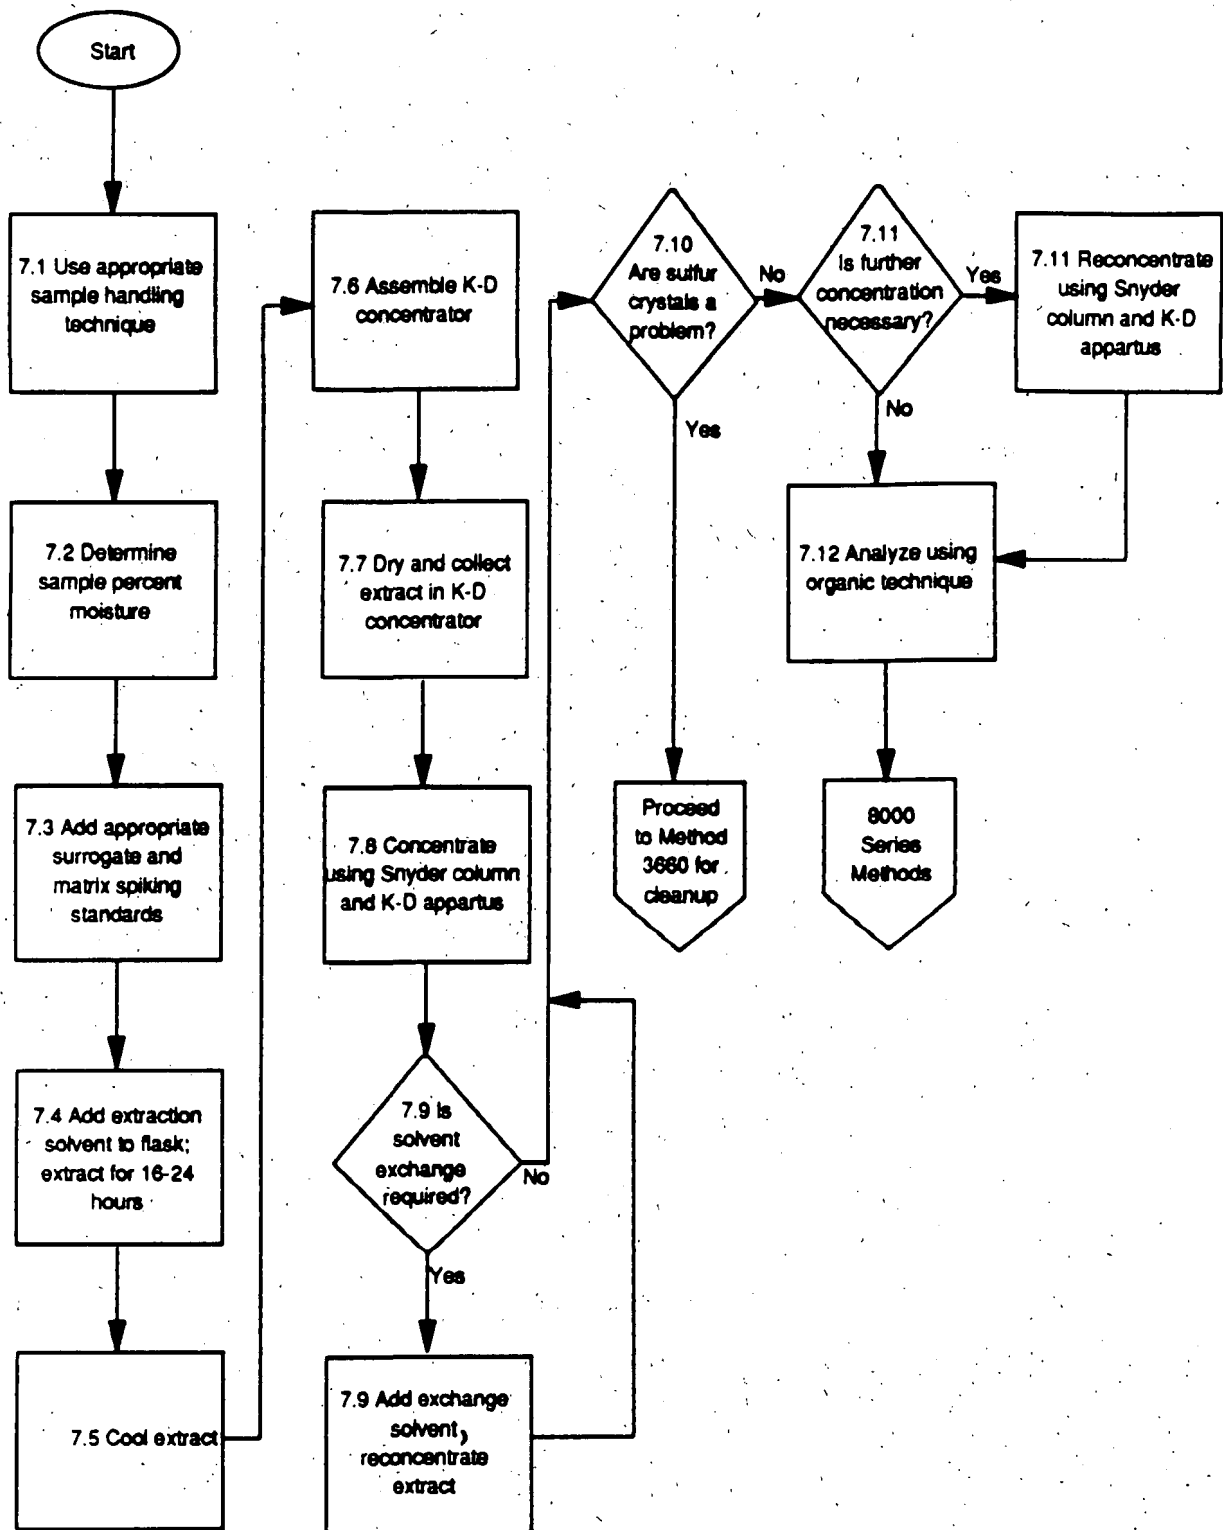 Start
7.1 Use appropriate
sample handling
technique
7.2 Determine
sample percent
moisture
7.3 Add appropriate
surrogate and
matrix spiking
standards
7.4 Add extraction
solvent to flask;
extract for 16-24
hours
7.5 Cool extract
7.6 Assemble K-D
concentrator
7.7 Dry and collect
extract in K-D
concentrator
7.8 Concentrate
using Snyder column
and K-D appartus
7.9 Is
solvent
exchange
required?
No
Yes
7.9 Add exchange
solvent,
reconcentrate
extract
7.10
Are sulfur
crystals a
problem?
No
Yes
Proceed
to Method
3660 for
cleanup
7.11
Is further
concentration
necessary?
Yes
No
7.11 Reconcentrate
using Snyder
column and K-D
appartus
7.12 Analyze using
organic technique
8000
Series
Methods